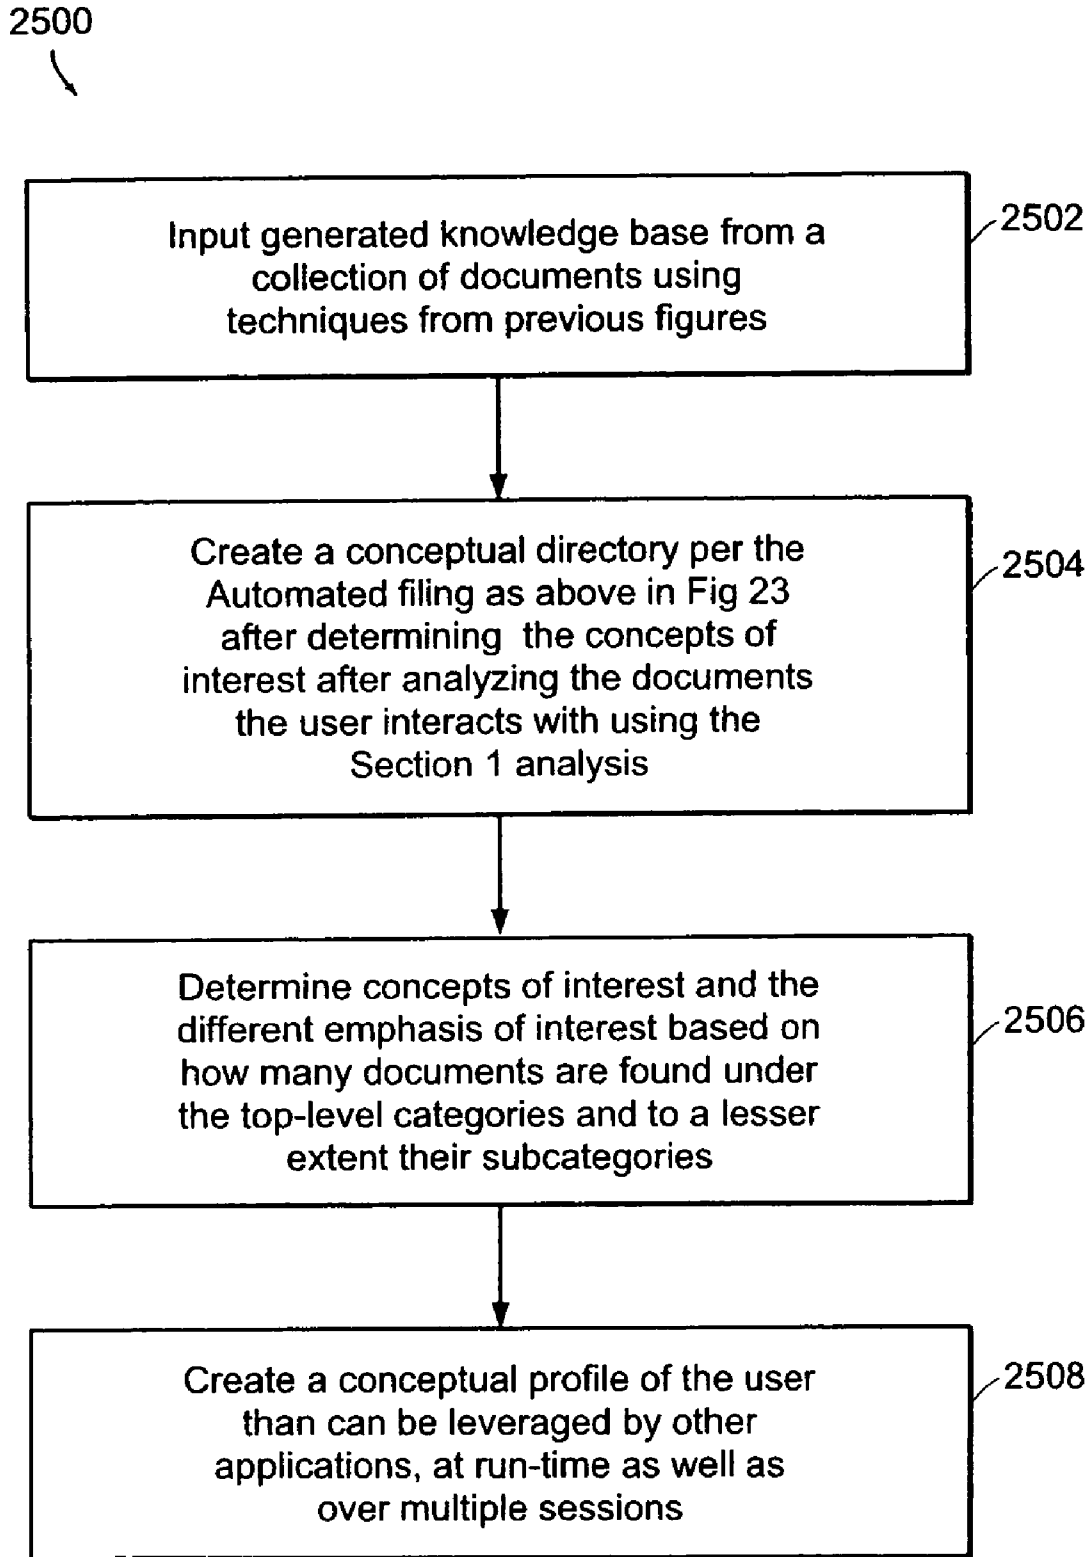 2500
Input generated knowledge base from a
collection of documents using
techniques from previous figures
2502
Create a conceptual directory per the
Automated filing as above in Fig 23
after determining the concepts of
interest after analyzing the documents
the user interacts with using the
Section 1 analysis
2504
Determine concepts of interest and the
different emphasis of interest based on
how many documents are found under
the top-level categories and to a lesser
extent their subcategories
2506
Create a conceptual profile of the user
than can be leveraged by other
applications, at run-time as well as
over multiple sessions
2508